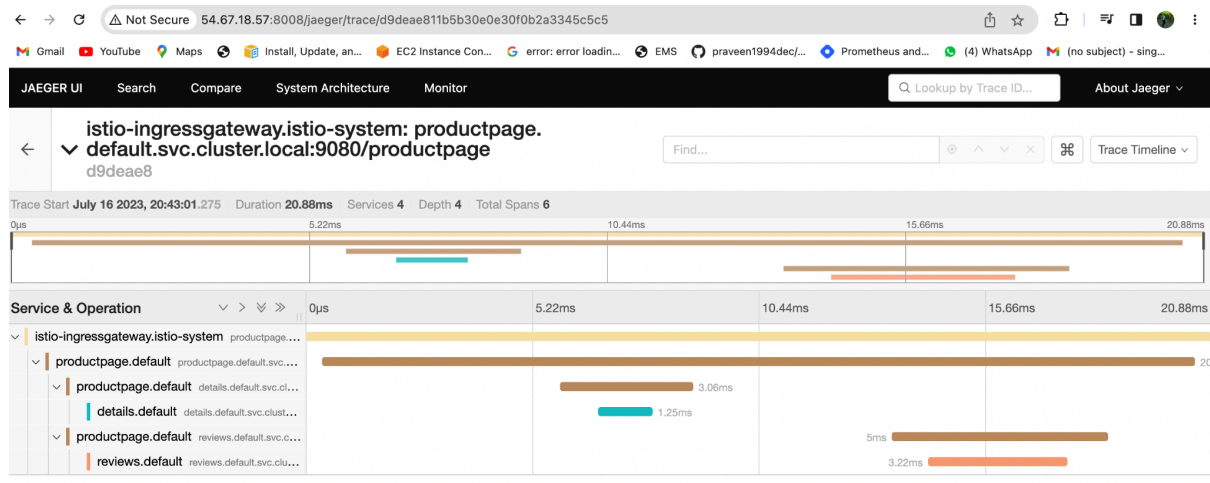 Not Secure 54.67.18.57:8008/jaeger/trace/d9deae811b5b30e0e30f0b2a3345c5c5
Gmail YouTube Maps Install, Update, an... EC2 Instance Con... error: error loadin... EMS praveen1994dec/... Prometheus and... (4) WhatsApp (no subject) - sing...
JAEGER UI Search Compare System Architecture Monitor Lookup by Trace ID... About Jaeger
istio-ingressgateway.istio-system: productpage.
default.svc.cluster.local:9080/productpage
d9deae8
Find... Trace Timeline
Trace Start July 16 2023, 20:43:01.275 Duration 20.88ms Services 4 Depth 4 Total Spans 6
0μs 5.22ms 10.44ms 15.66ms 20.88ms
Service & Operation 0μs 5.22ms 10.44ms 15.66ms 20.88ms
istio-ingressgateway.istio-system productpage....
productpage.default productpage.default.svc.... 20
productpage.default details.default.svc.cl... 3.06ms
details.default details.default.svc.clust... 1.25ms
productpage.default reviews.default.svc.c... 5ms
reviews.default reviews.default.svc.clu... 3.22ms